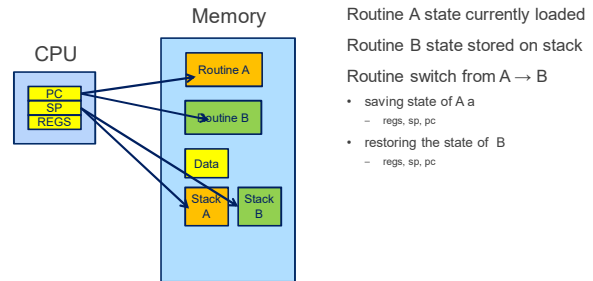 Memory
CPU
PC
SP
REGS
Routine A
Routine B
Data
Stack
A
Stack
B
Routine A state currently loaded
Routine B state stored on stack
Routine switch from A → B
• saving state of A a
– regs, sp, pc
• restoring the state of B
– regs, sp, pc